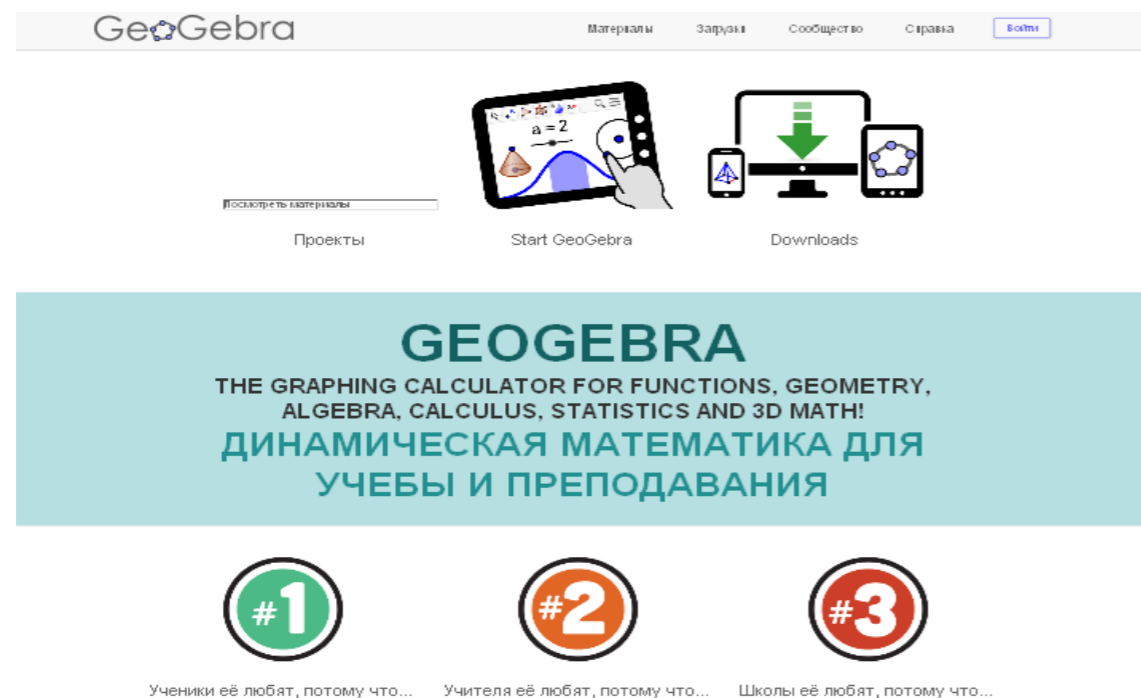 GeoGebra
Материалы Загрузки Сообщество Справка Войти
a = 2
Посмотреть материалы
Проекты Start GeoGebra Downloads
GEOGEBRA
THE GRAPHING CALCULATOR FOR FUNCTIONS, GEOMETRY,
ALGEBRA, CALCULUS, STATISTICS AND 3D MATH!
ДИНАМИЧЕСКАЯ МАТЕМАТИКА ДЛЯ
УЧЕБЫ И ПРЕПОДАВАНИЯ
#1 #2 #3
Ученики её любят, потому что... Учителя её любят, потому что... Школы её любят, потому что...